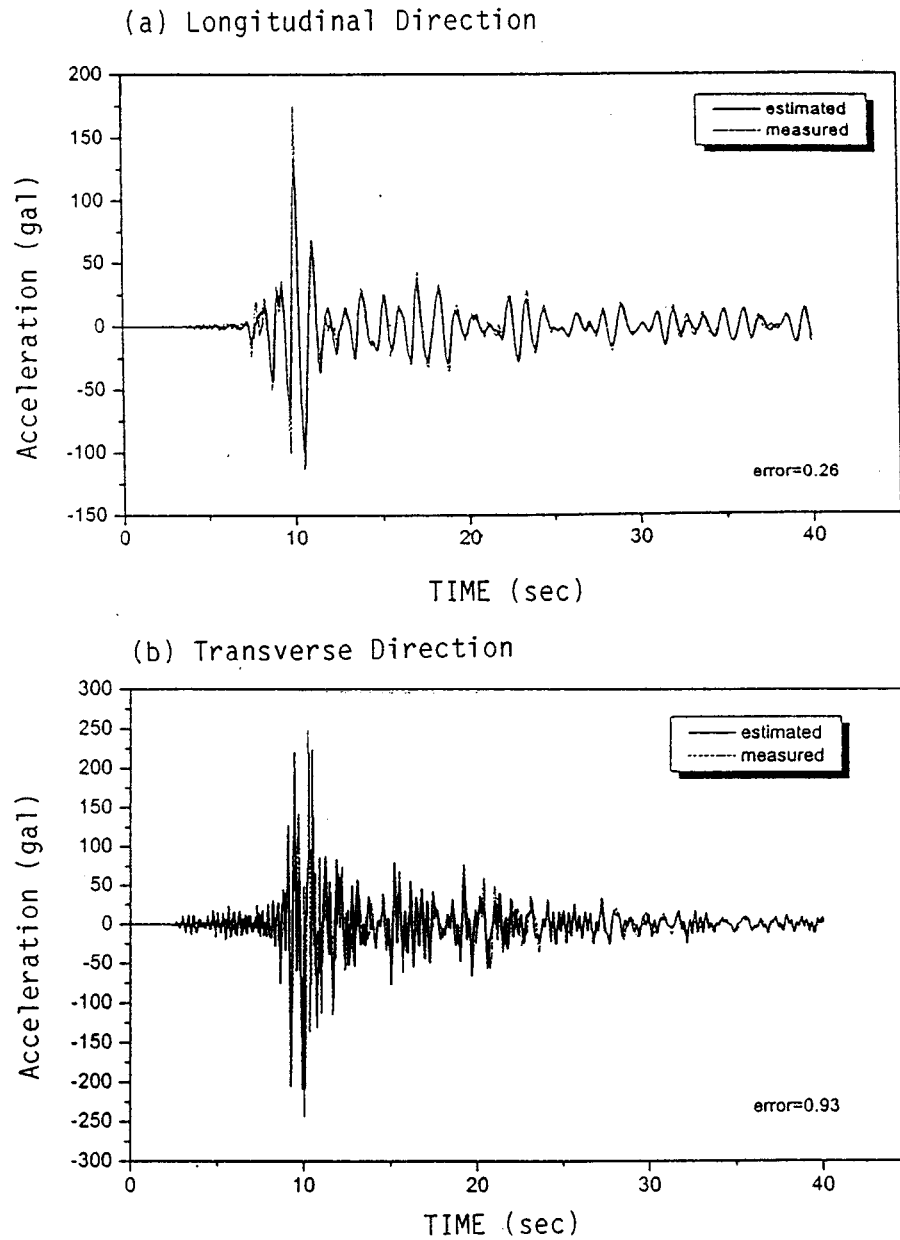 (a) Longitudinal Direction
200
150
100
50
0
-50
-100
-150
Acceleration (gal)
estimated
measured
error=0.26
0 10 20 30 40
TIME (sec)
(b) Transverse Direction
300
250
200
150
100
50
0
-50
-100
-150
-200
-250
-300
Acceleration (gal)
estimated
measured
error=0.93
0 10 20 30 40
TIME (sec)